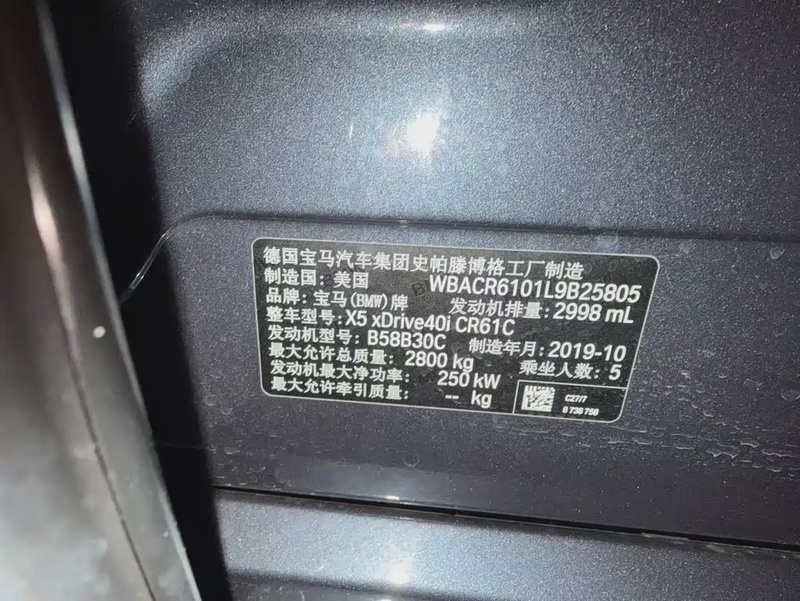 德国宝马汽车集团史帕滕博格工厂制造
制造国：美国 WBACR6101L9B25805
品牌：宝马(BMW)牌 发动机排量：2998 mL
整车型号：X5 xDrive40i CR61C
发动机型号：B58B30C 制造年月：2019-10
最大允许总质量：2800 kg 乘坐人数：5
发动机最大净功率： 250 kW
最大允许牵引质量： -- kg
C27/7